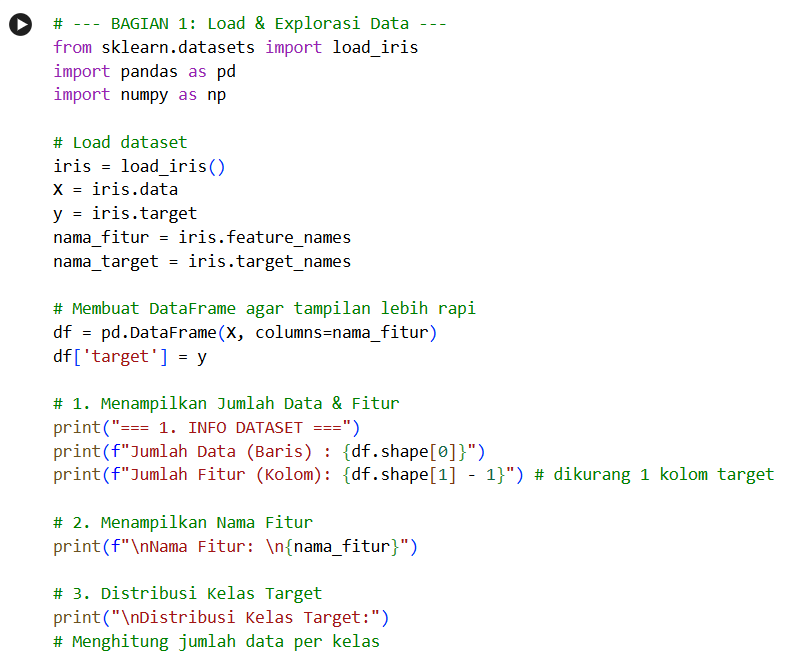 # --- BAGIAN 1: Load & Explorasi Data ---
from sklearn.datasets import load_iris
import pandas as pd
import numpy as np
# Load dataset
iris = load_iris()
X = iris.data
y = iris.target
nama_fitur = iris.feature_names
nama_target = iris.target_names
# Membuat DataFrame agar tampilan lebih rapi
df = pd.DataFrame(X, columns=nama_fitur)
df['target'] = y
# 1. Menampilkan Jumlah Data & Fitur
print("=== 1. INFO DATASET ===")
print(f"Jumlah Data (Baris) : {df.shape[0]}")
print(f"Jumlah Fitur (Kolom): {df.shape[1] - 1}") # dikurang 1 kolom target
# 2. Menampilkan Nama Fitur
print(f"\nNama Fitur: \n{nama_fitur}")
# 3. Distribusi Kelas Target
print("\nDistribusi Kelas Target:")
# Menghitung jumlah data per kelas